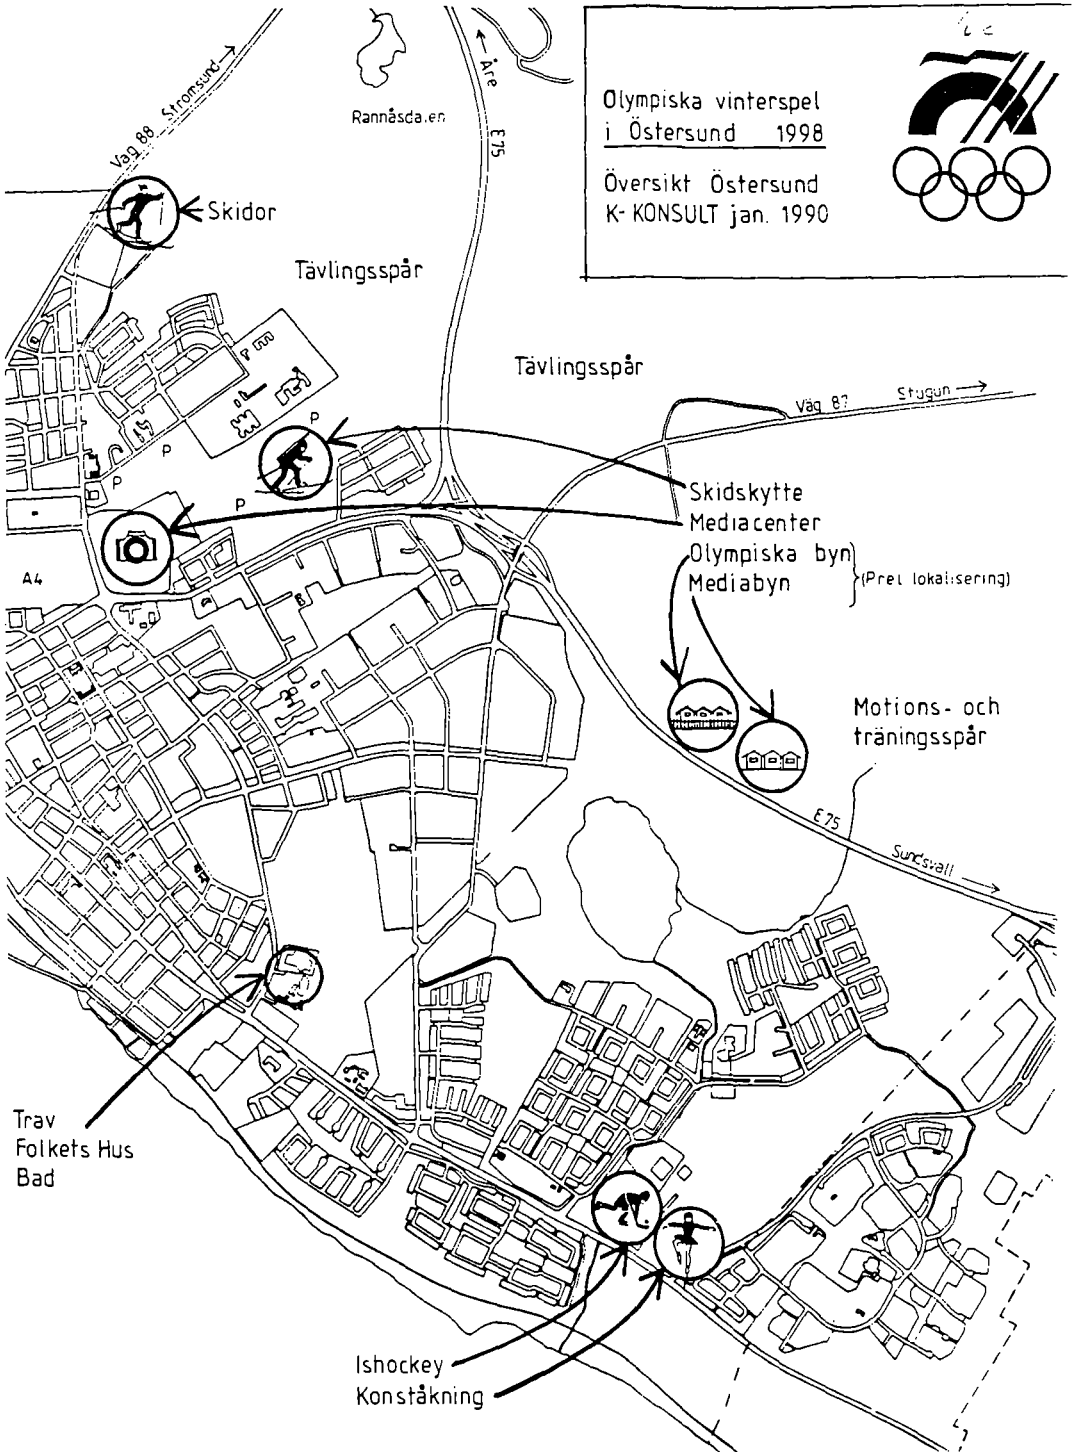 Olympiska vinterspel
i Östersund 1998
Översikt Östersund
K-KONSULT jan. 1990
Åre
E75
Väg 88 Strömsund
Skidor
Tävlingsspår
Tävlingsspår
Väg 87
Stugun
P
P
P
P
Skidskytte
Mediacenter
Olympiska byn
Mediabyn
(Prel lokalisering)
A4
Motions- och
träningsspår
E75
Sundsvall
Trav
Folkets Hus
Bad
Ishockey
Konståkning